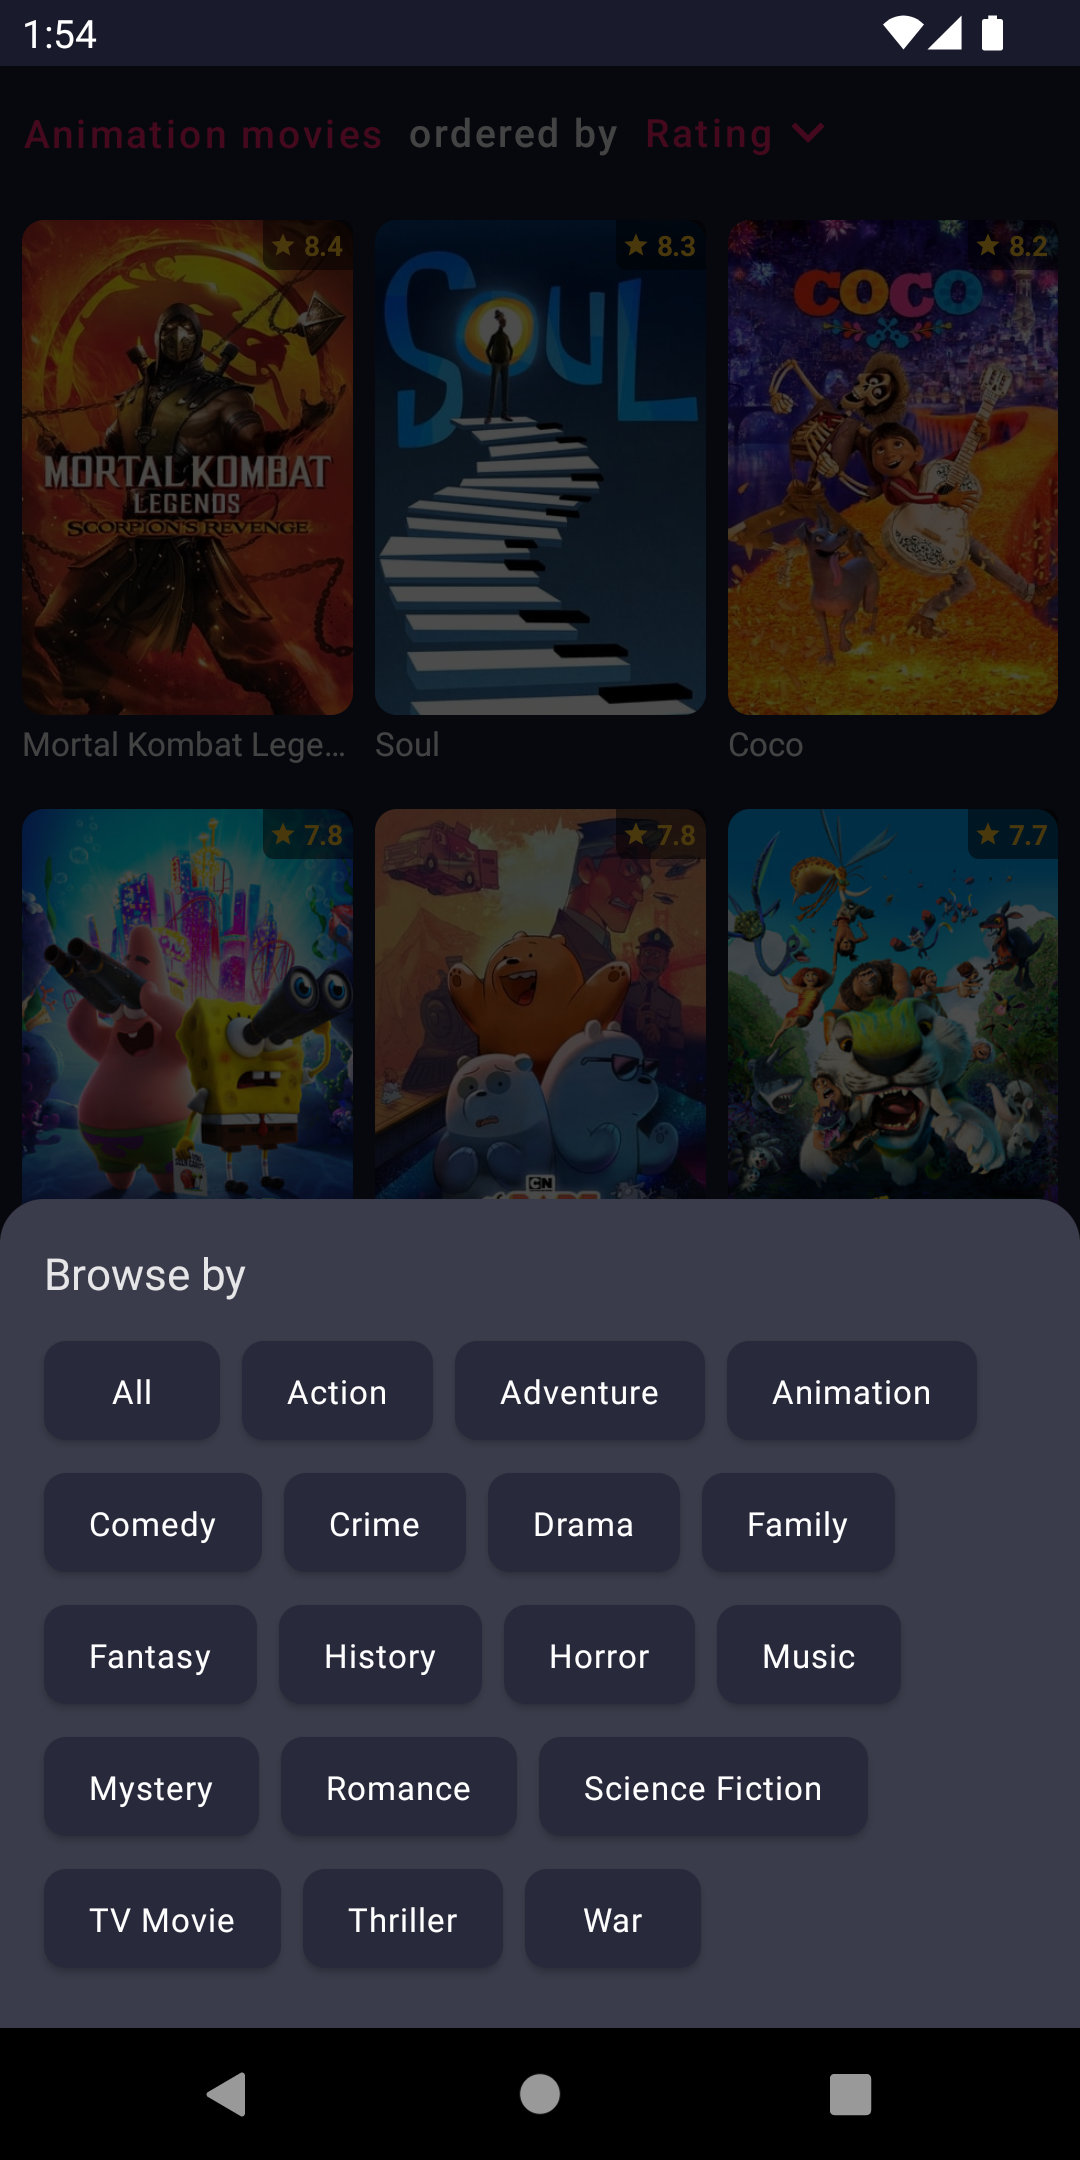 1:54
Animation movies ordered by Rating
8.4 8.3 8.2
SOUL
COCO
MORTAL KOMBAT
LEGENDS
SCORPION'S REVENGE
Mortal Kombat Lege... Soul Coco
7.8 7.8 7.7
CN
Browse by
All Action Adventure Animation
Comedy Crime Drama Family
Fantasy History Horror Music
Mystery Romance Science Fiction
TV Movie Thriller War